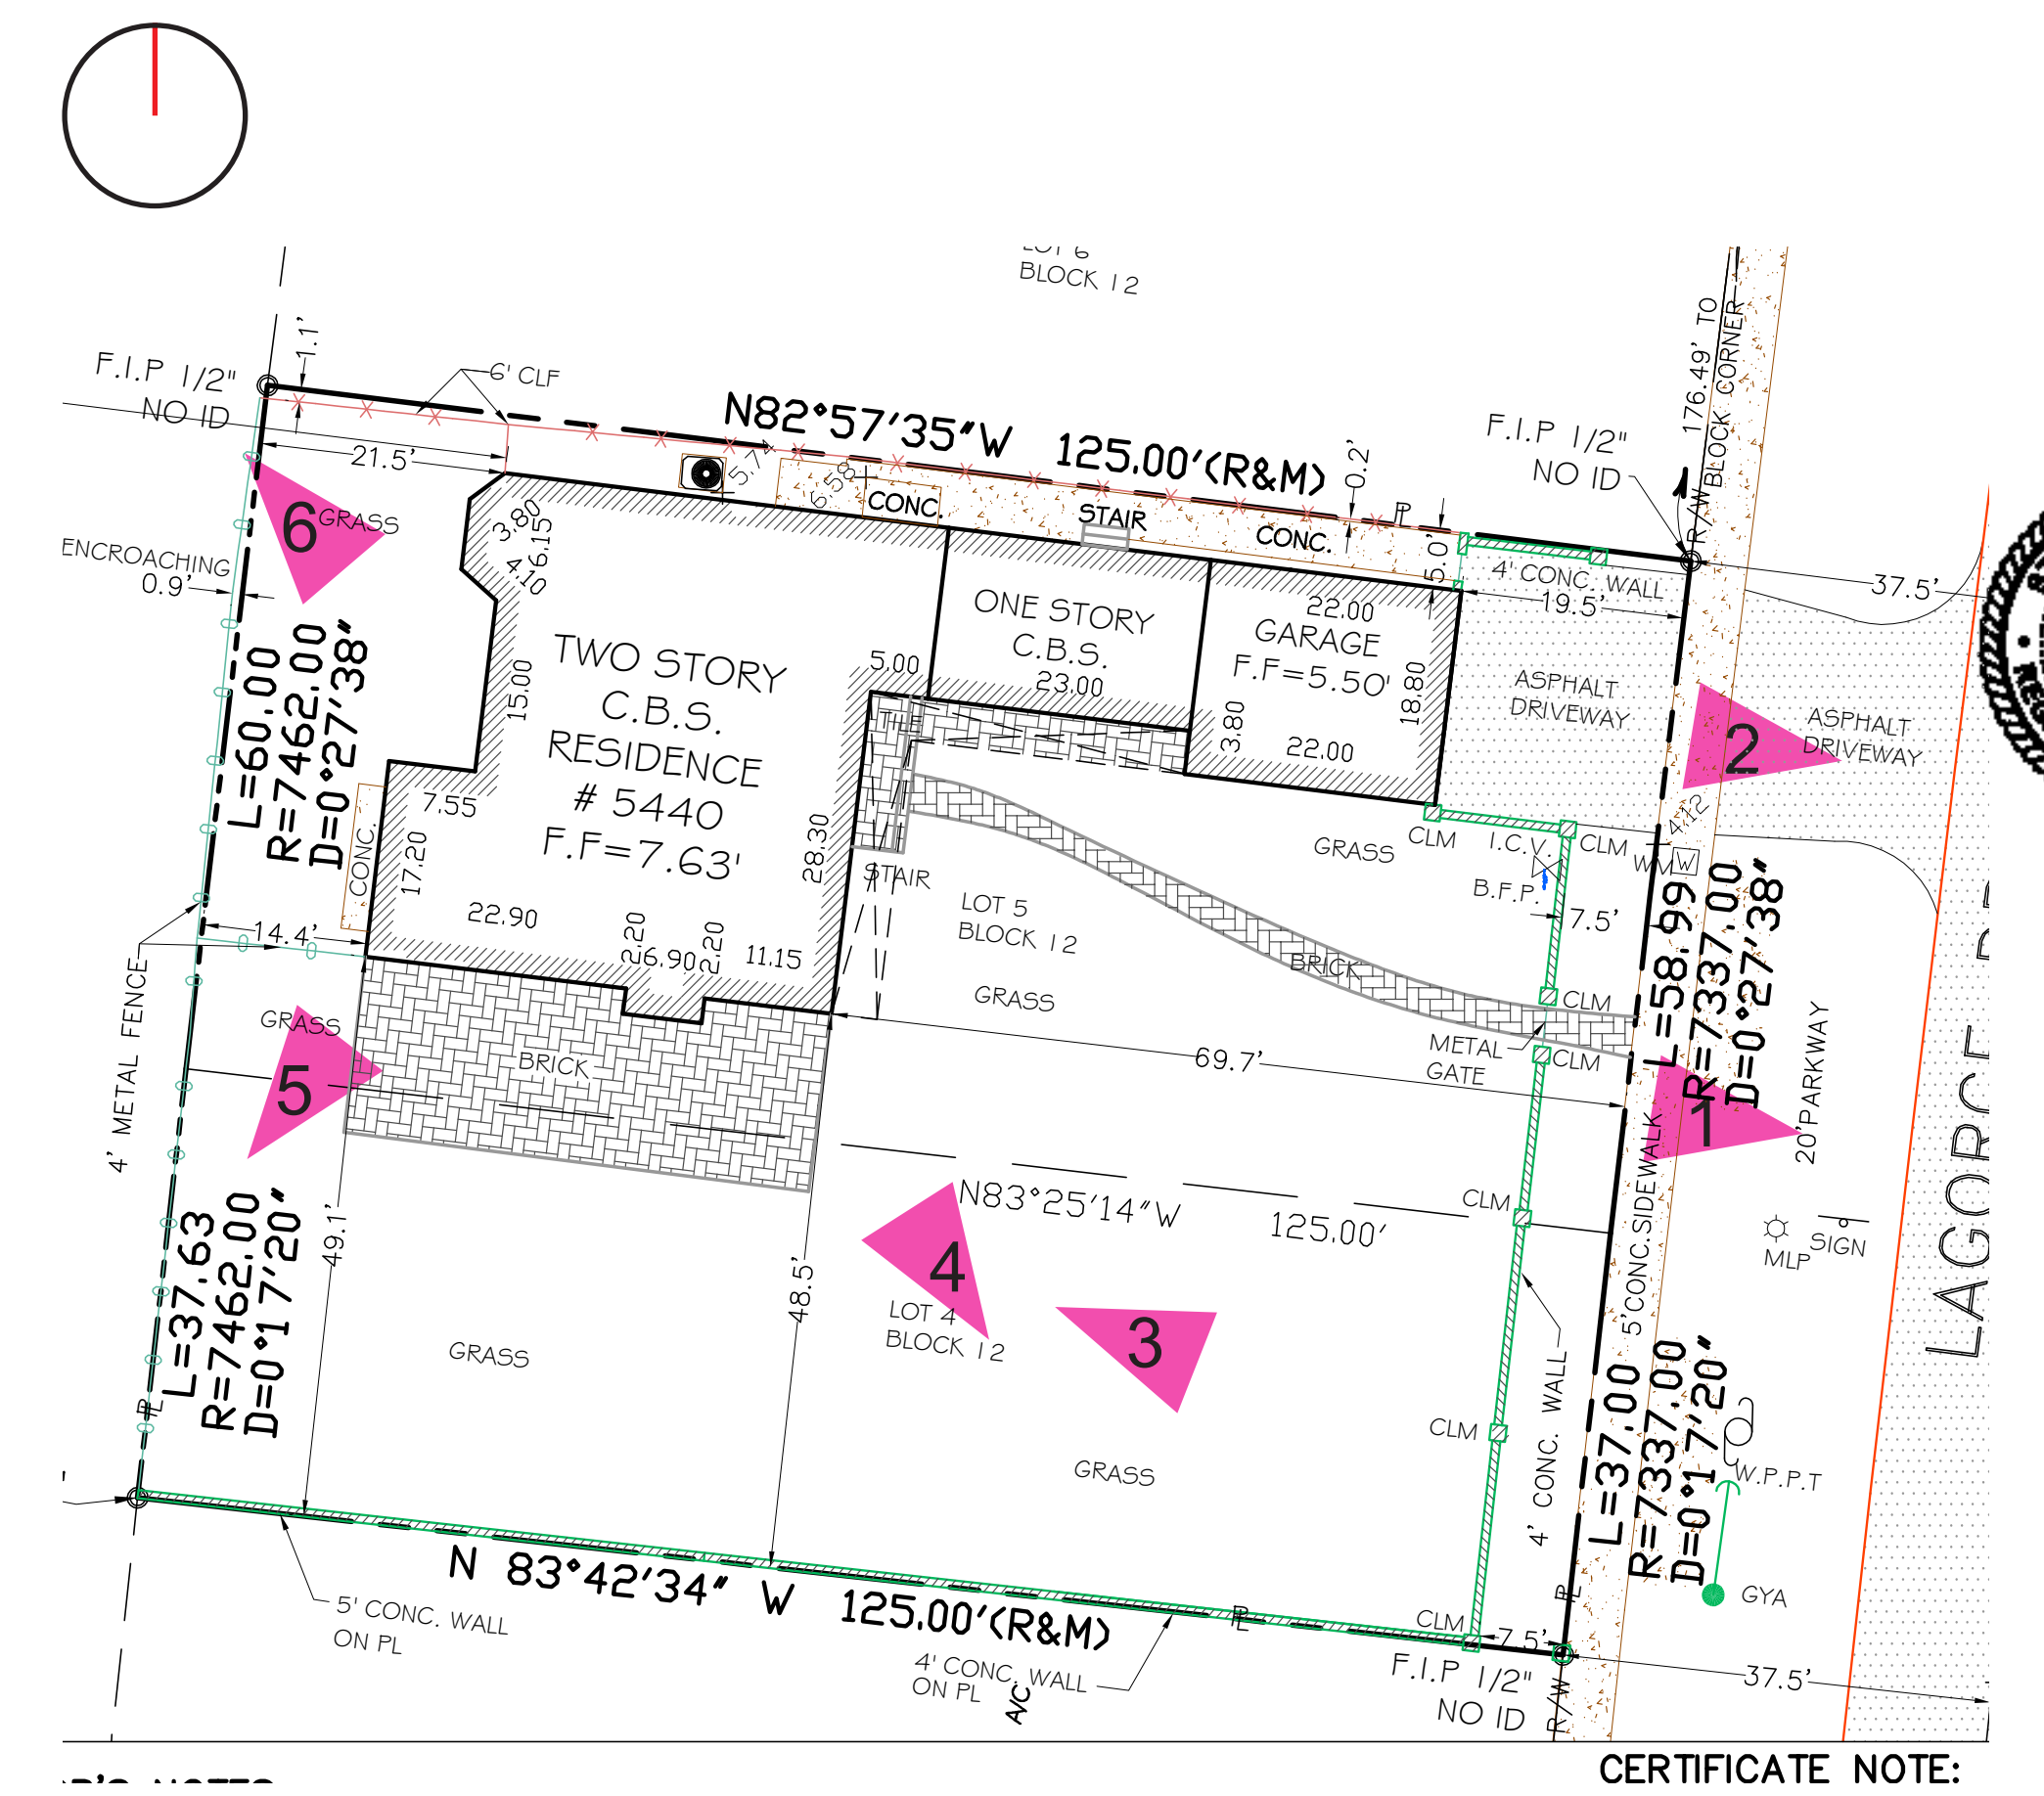 BLOCK 12
176.49' TO
BLOCK CORNER
R/W
F.I.P 1/2"
NO ID
1.1'
6' CLF
N82°57'35"W 125.00'(R&M)
0.2'
F.I.P 1/2"
NO ID
21.5'
5.74
6.58
CONC.
STAIR
CONC.
5.0'
4' CONC. WALL
19.5'
37.5'
6
GRASS
ENCROACHING
0.9'
3.80
6.15
4.10
15.00
TWO STORY
C.B.S.
RESIDENCE
# 5440
F.F=7.63'
ONE STORY
C.B.S.
23.00
5.00
22.00
GARAGE
F.F=5.50'
18.80
3.80
22.00
ASPHALT
DRIVEWAY
2
ASPHALT
DRIVEWAY
L=60.00
R=7462.00
D=0°27'38"
TILE
7.55
17.20
CONC.
28.30
STAIR
22.90
2.20
6.90
2.20
11.15
14.4'
LOT 5
BLOCK 12
GRASS
GRASS
BRICK
CLM
I.C.V.
CLM
B.F.P.
WM
W
4.12
7.5'
CLM
METAL
GATE
CLM
L=58.99
R=7337.00
D=0°27'38"
4' METAL FENCE
GRASS
5
BRICK
69.7'
1
20'PARKWAY
5'CONC.SIDEWALK
N83°25'14"W 125.00'
CLM
MLP
SIGN
LAGORCE
4
LOT 4
BLOCK 12
3
49.1'
48.5'
L=37.63
R=7462.00
D=0°17'20"
GRASS
GRASS
CLM
4' CONC. WALL
L=37.00
R=7337.00
D=0°17'20"
W.P.P.T
GYA
N 83°42'34" W 125.00'(R&M)
5' CONC. WALL
ON PL
4' CONC. WALL
ON PL
A/C
CLM
7.5'
F.I.P 1/2"
NO ID
R/W
37.5'
CERTIFICATE NOTE: